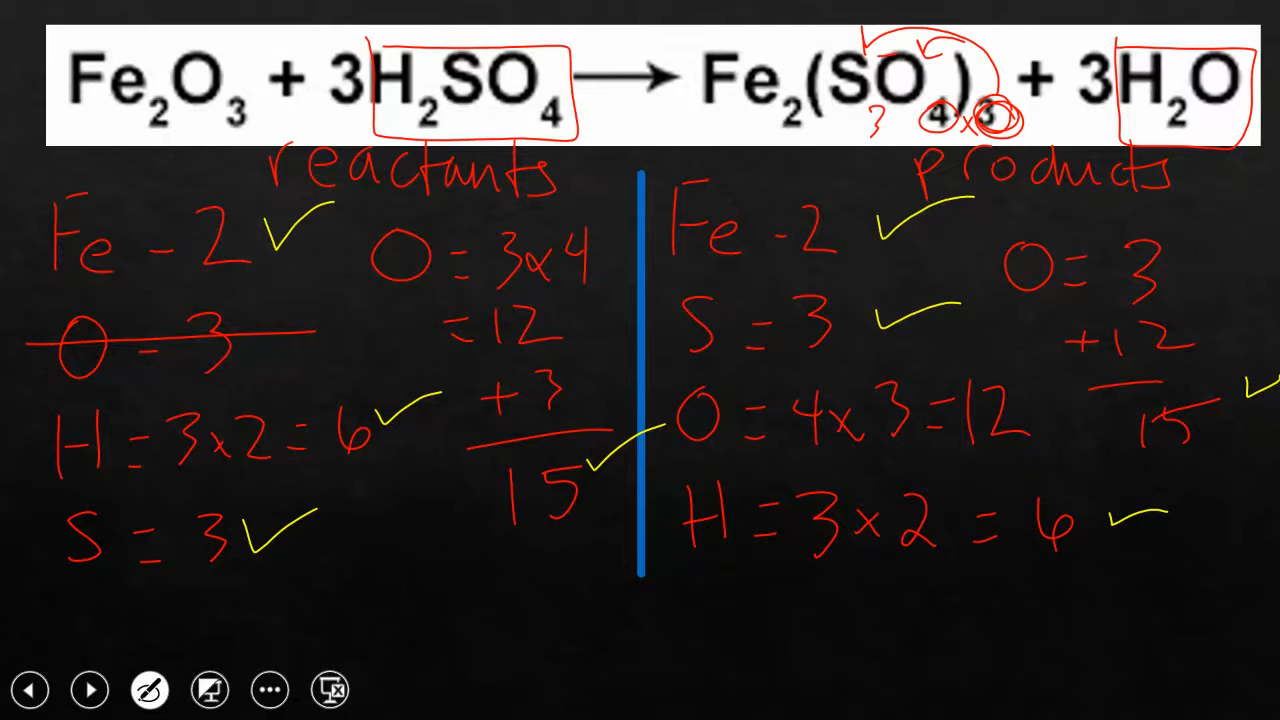 Fe₂O₃ + 3H₂SO₄ → Fe₂(SO₄)₃ + 3H₂O
3 x
reactants
Fe - 2 ✓
O - 3
H = 3x2 = 6 ✓
S = 3 ✓
O = 3x4
= 12
+ 3
15 ✓
products
Fe - 2 ✓
S = 3 ✓
O = 4x3 = 12
H = 3x2 = 6 ✓
O = 3
+ 12
15 ✓